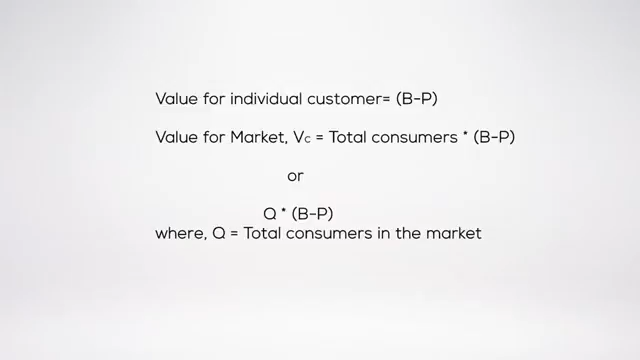 Value for individual customer= (B-P)
Value for Market, Vc = Total consumers * (B-P)
or
Q * (B-P)
where, Q = Total consumers in the market